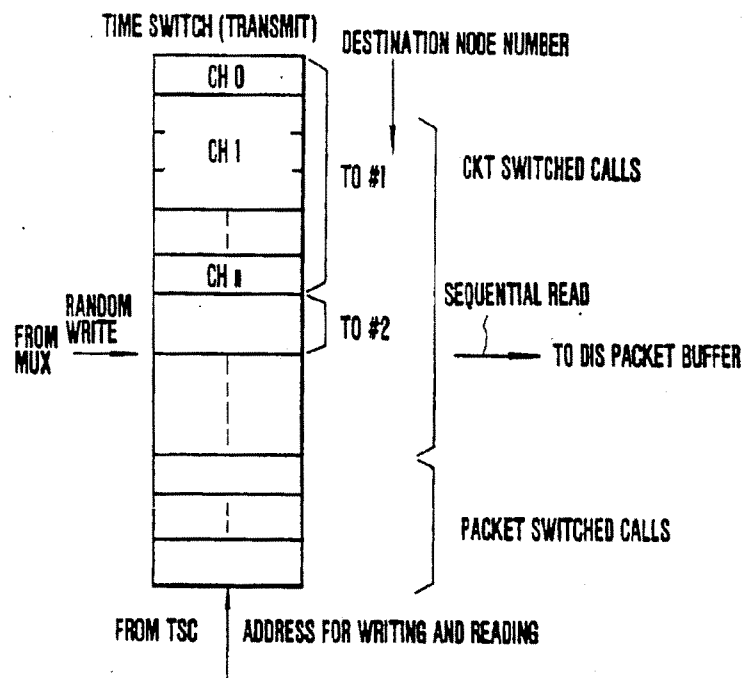 TIME SWITCH (TRANSMIT)
DESTINATION NODE NUMBER
CH 0
CH 1
TO #1
CKT SWITCHED CALLS
CH n
SEQUENTIAL READ
RANDOM
WRITE
FROM
MUX
TO #2
TO DIS PACKET BUFFER
PACKET SWITCHED CALLS
FROM TSC
ADDRESS FOR WRITING AND READING